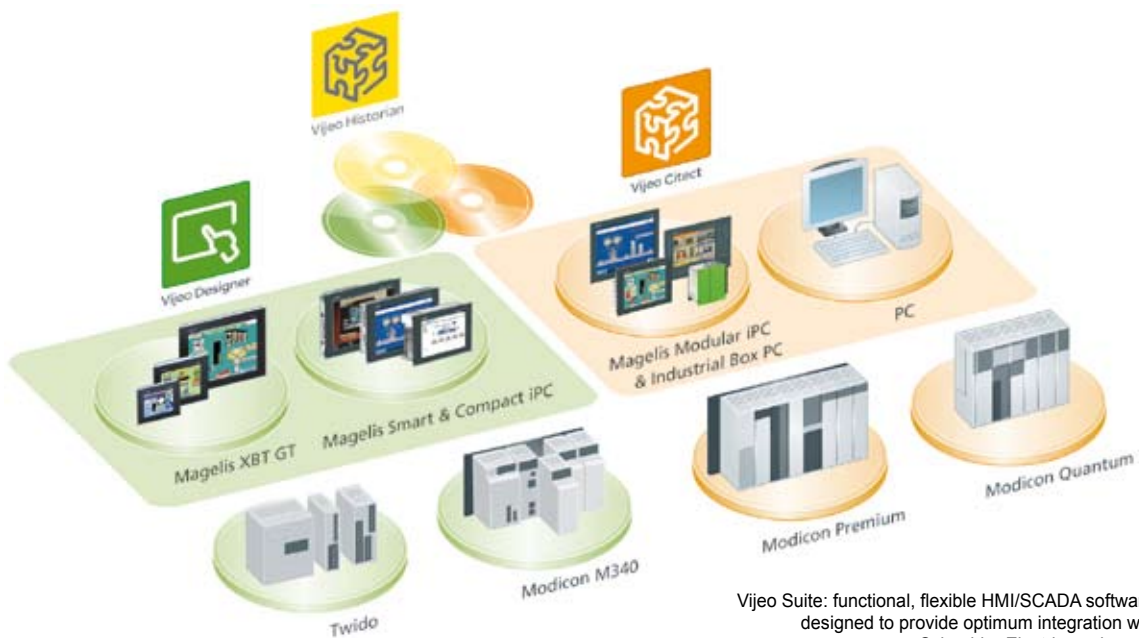 Vijeo Historian
Vijeo Citect
Vijeo Designer
PC
Magelis Modular iPC
& Industrial Box PC
Magelis Smart & Compact iPC
Magelis XBT GT
Modicon Quantum
Modicon Premium
Modicon M340
Twido
Vijeo Suite: functional, flexible HMI/SCADA
designed to provide optimum integration